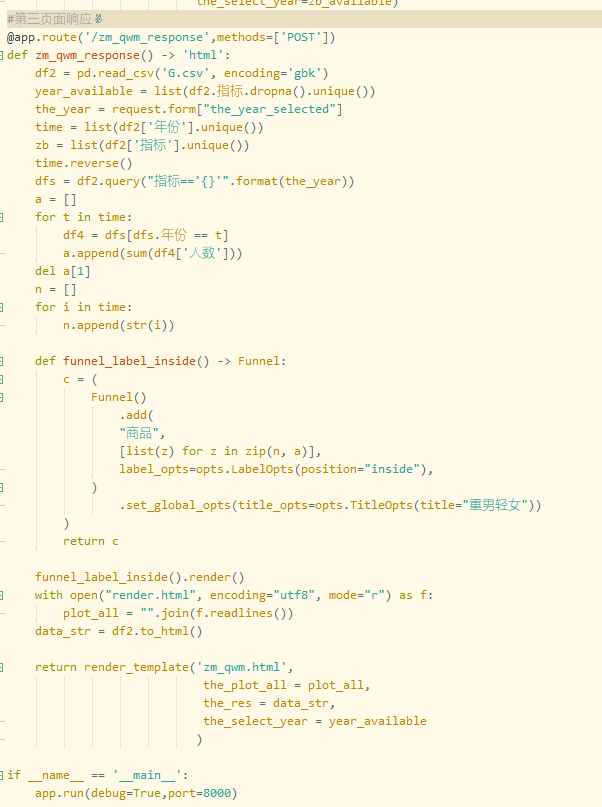 the_select_year=zb_available)
#第三页面响应
@app.route('/zm_qwm_response',methods=['POST'])
def zm_qwm_response() -> 'html':
    df2 = pd.read_csv('G.csv', encoding='gbk')
    year_available = list(df2.指标.dropna().unique())
    the_year = request.form["the_year_selected"]
    time = list(df2['年份'].unique())
    zb = list(df2['指标'].unique())
    time.reverse()
    dfs = df2.query("指标=='{}'".format(the_year))
    a = []
    for t in time:
        df4 = dfs[dfs.年份 == t]
        a.append(sum(df4['人数']))
    del a[1]
    n = []
    for i in time:
        n.append(str(i))
    def funnel_label_inside() -> Funnel:
        c = (
            Funnel()
                .add(
                "商品",
                [list(z) for z in zip(n, a)],
                label_opts=opts.LabelOpts(position="inside"),
            )
                .set_global_opts(title_opts=opts.TitleOpts(title="重男轻女"))
        )
        return c
    funnel_label_inside().render()
    with open("render.html", encoding="utf8", mode="r") as f:
        plot_all = "".join(f.readlines())
    data_str = df2.to_html()
    return render_template('zm_qwm.html',
                            the_plot_all = plot_all,
                            the_res = data_str,
                            the_select_year = year_available
                           )
if __name__ == '__main__':
    app.run(debug=True,port=8000)